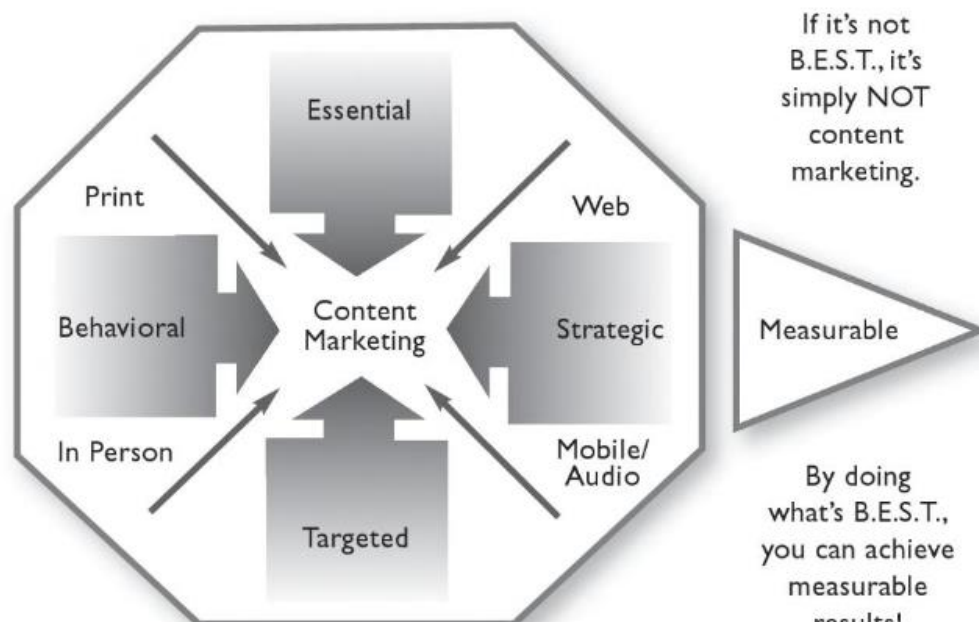 If it's not
B.E.S.T., it's
simply NOT
content
marketing.
Essential
Print
Web
Behavioral
Content
Marketing
Strategic
Measurable
In Person
Mobile/
Audio
Targeted
By doing
what's B.E.S.T.,
you can achieve
measurable
results!